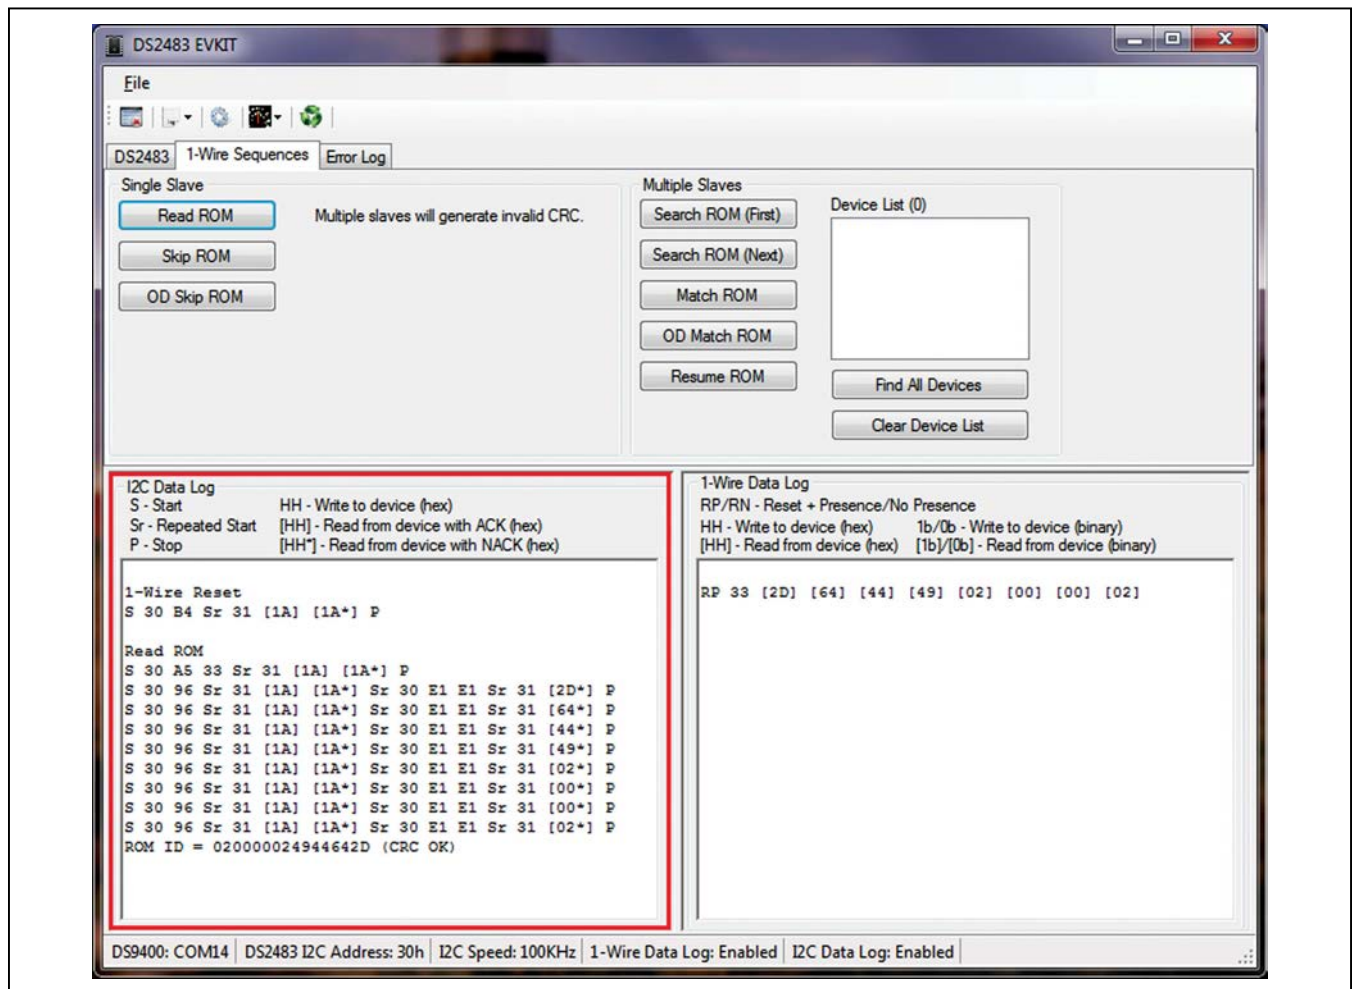 DS2483 EVKIT
File
DS2483 1-Wire Sequences Error Log
Single Slave
Read ROM Multiple slaves will generate invalid CRC.
Skip ROM
OD Skip ROM
Multiple Slaves
Search ROM (First)
Search ROM (Next)
Match ROM
OD Match ROM
Resume ROM
Device List (0)
Find All Devices
Clear Device List
I2C Data Log
S - Start HH - Write to device (hex)
Sr - Repeated Start [HH] - Read from device with ACK (hex)
P - Stop [HH*] - Read from device with NACK (hex)
1-Wire Reset
S 30 B4 Sr 31 [1A] [1A*] P
Read ROM
S 30 A5 33 Sr 31 [1A] [1A*] P
S 30 96 Sr 31 [1A] [1A*] Sr 30 E1 E1 Sr 31 [2D*] P
S 30 96 Sr 31 [1A] [1A*] Sr 30 E1 E1 Sr 31 [64*] P
S 30 96 Sr 31 [1A] [1A*] Sr 30 E1 E1 Sr 31 [44*] P
S 30 96 Sr 31 [1A] [1A*] Sr 30 E1 E1 Sr 31 [49*] P
S 30 96 Sr 31 [1A] [1A*] Sr 30 E1 E1 Sr 31 [02*] P
S 30 96 Sr 31 [1A] [1A*] Sr 30 E1 E1 Sr 31 [00*] P
S 30 96 Sr 31 [1A] [1A*] Sr 30 E1 E1 Sr 31 [00*] P
S 30 96 Sr 31 [1A] [1A*] Sr 30 E1 E1 Sr 31 [02*] P
ROM ID = 020000024944642D (CRC OK)
1-Wire Data Log
RP/RN - Reset + Presence/No Presence
HH - Write to device (hex) 1b/0b - Write to device (binary)
[HH] - Read from device (hex) [1b]/[0b] - Read from device (binary)
RP 33 [2D] [64] [44] [49] [02] [00] [00] [02]
DS9400: COM14 DS2483 I2C Address: 30h I2C Speed: 100KHz 1-Wire Data Log: Enabled I2C Data Log: Enabled